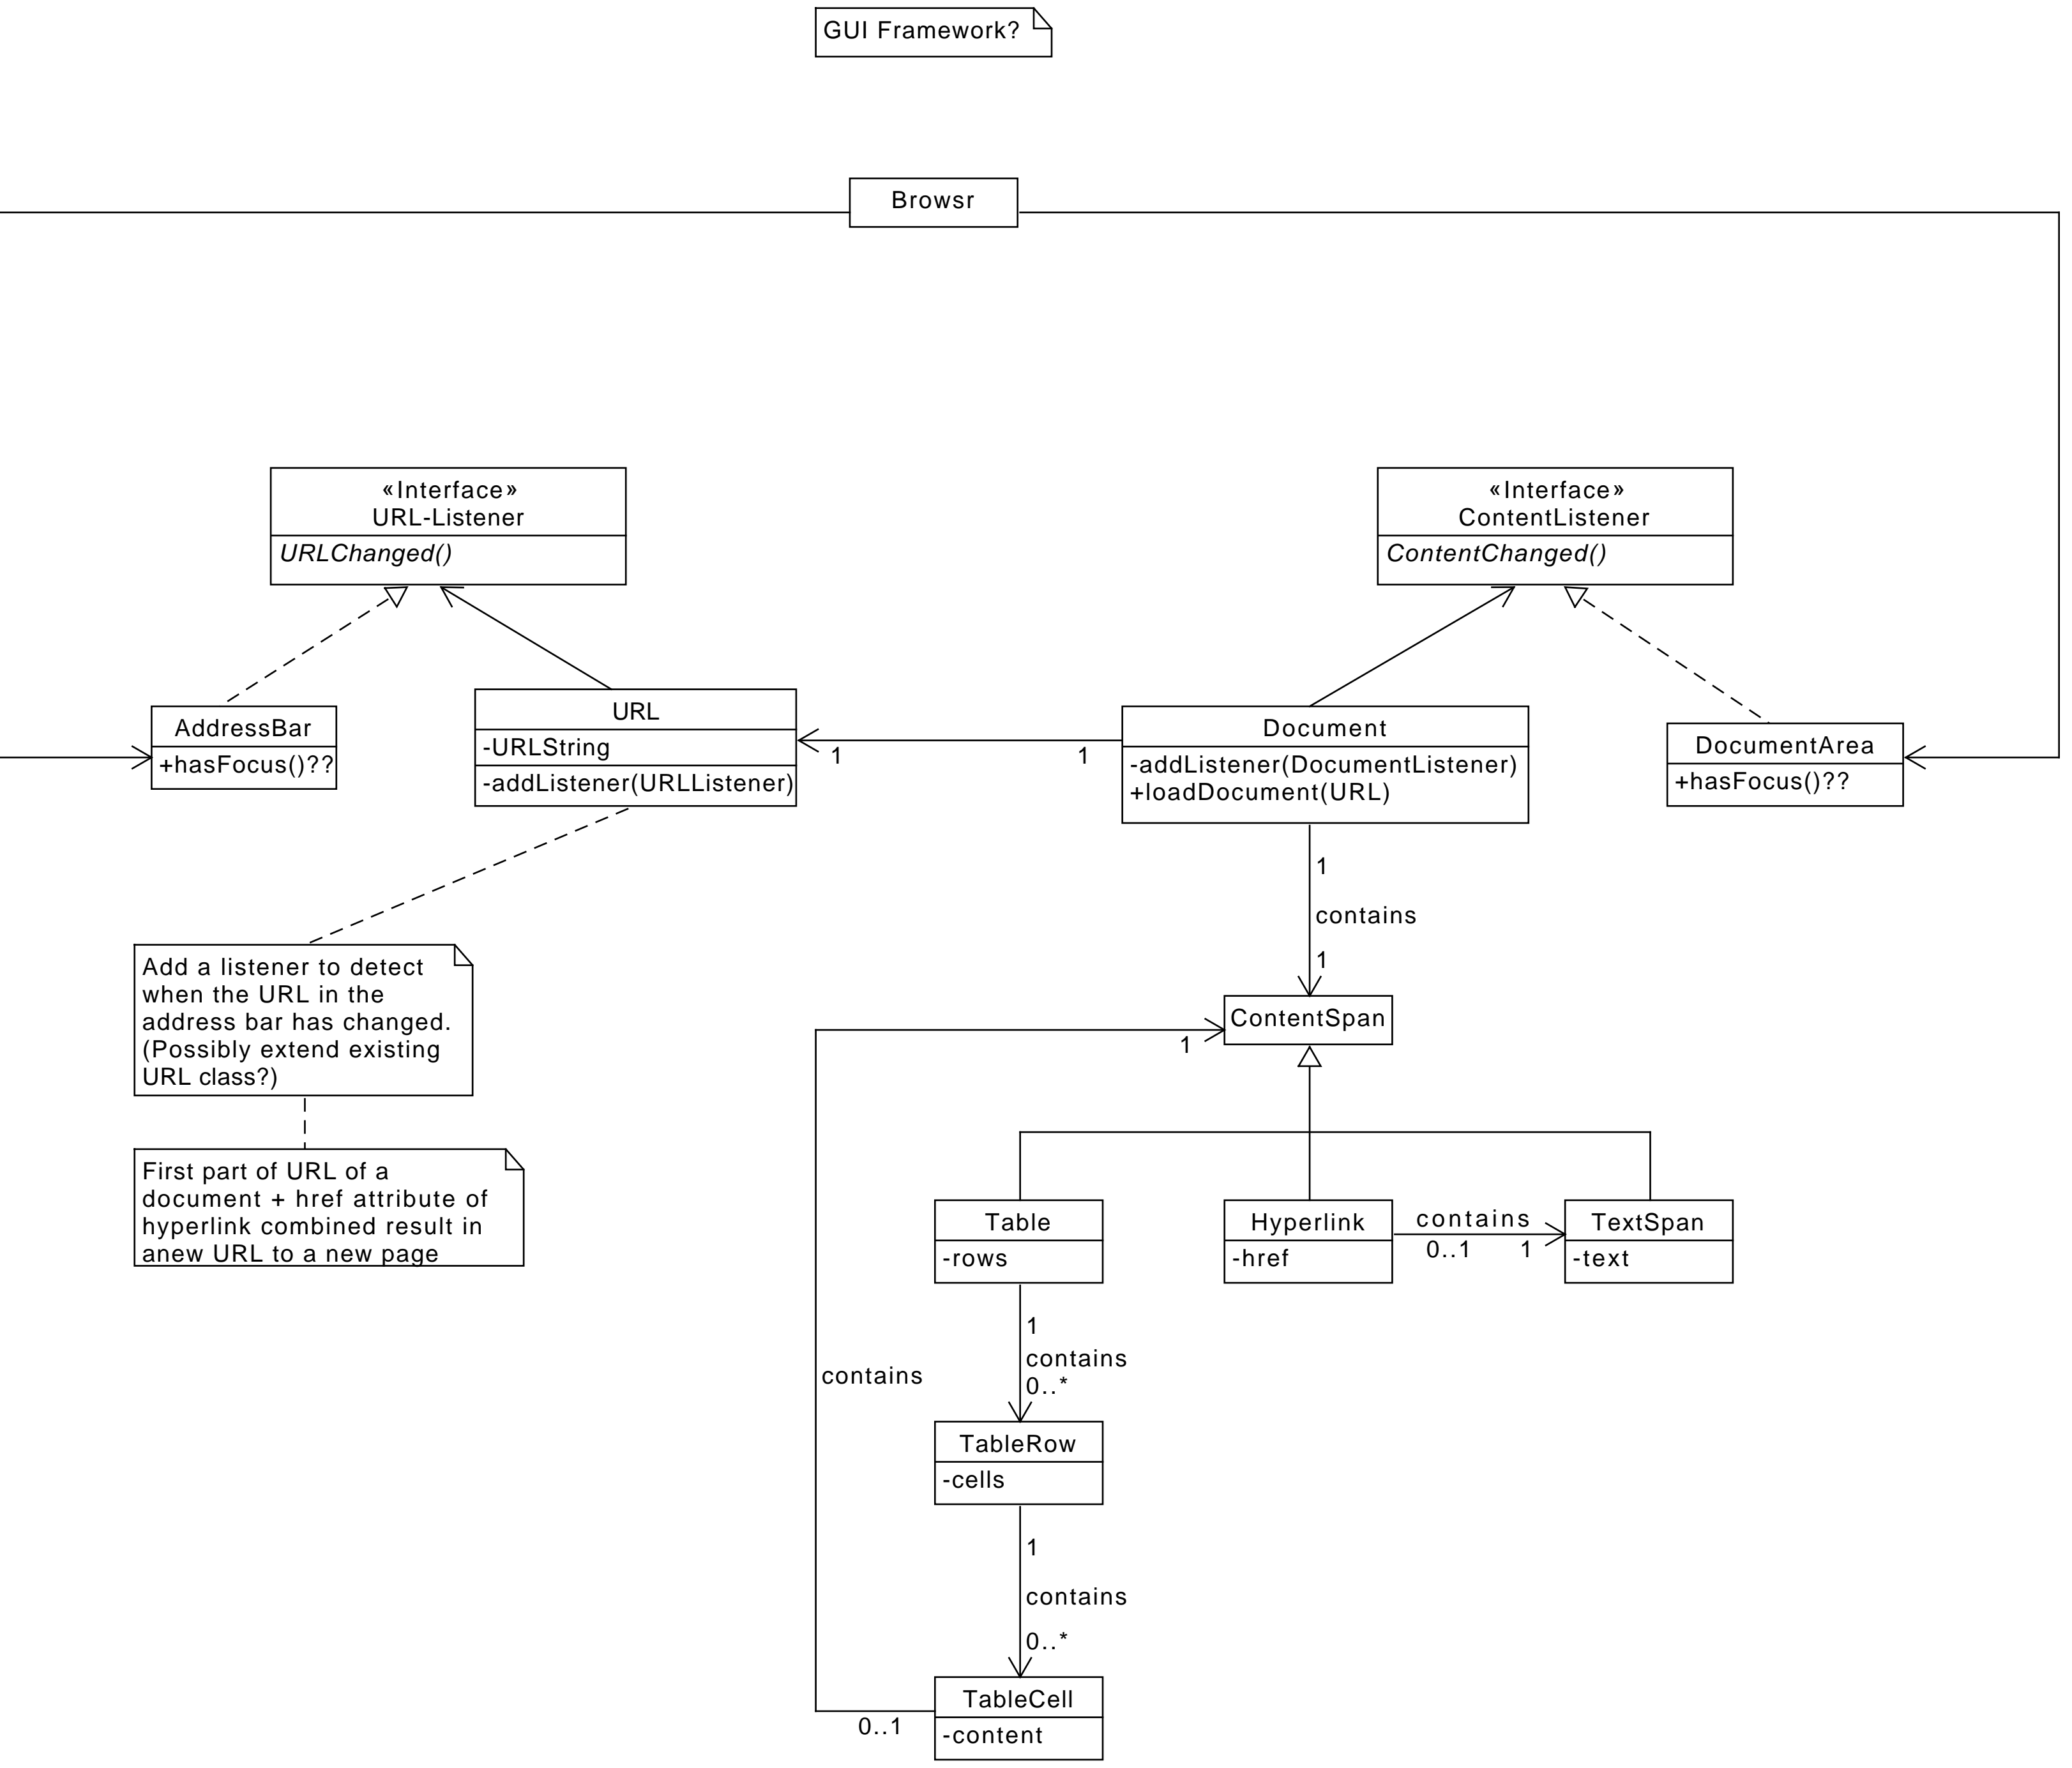 GUI Framework?
Browsr
«Interface»
URL-Listener
URLChanged()
«Interface»
ContentListener
ContentChanged()
AddressBar
+hasFocus()??
URL
-URLString
-addListener(URLListener)
1
1
Document
-addListener(DocumentListener)
+loadDocument(URL)
DocumentArea
+hasFocus()??
1
contains
1
Add a listener to detect
when the URL in the
address bar has changed.
(Possibly extend existing
URL class?)
First part of URL of a
document + href attribute of
hyperlink combined result in
anew URL to a new page
ContentSpan
1
Table
-rows
Hyperlink
-href
contains
0..1
1
TextSpan
-text
1
contains
0..*
contains
TableRow
-cells
1
contains
0..*
TableCell
-content
0..1